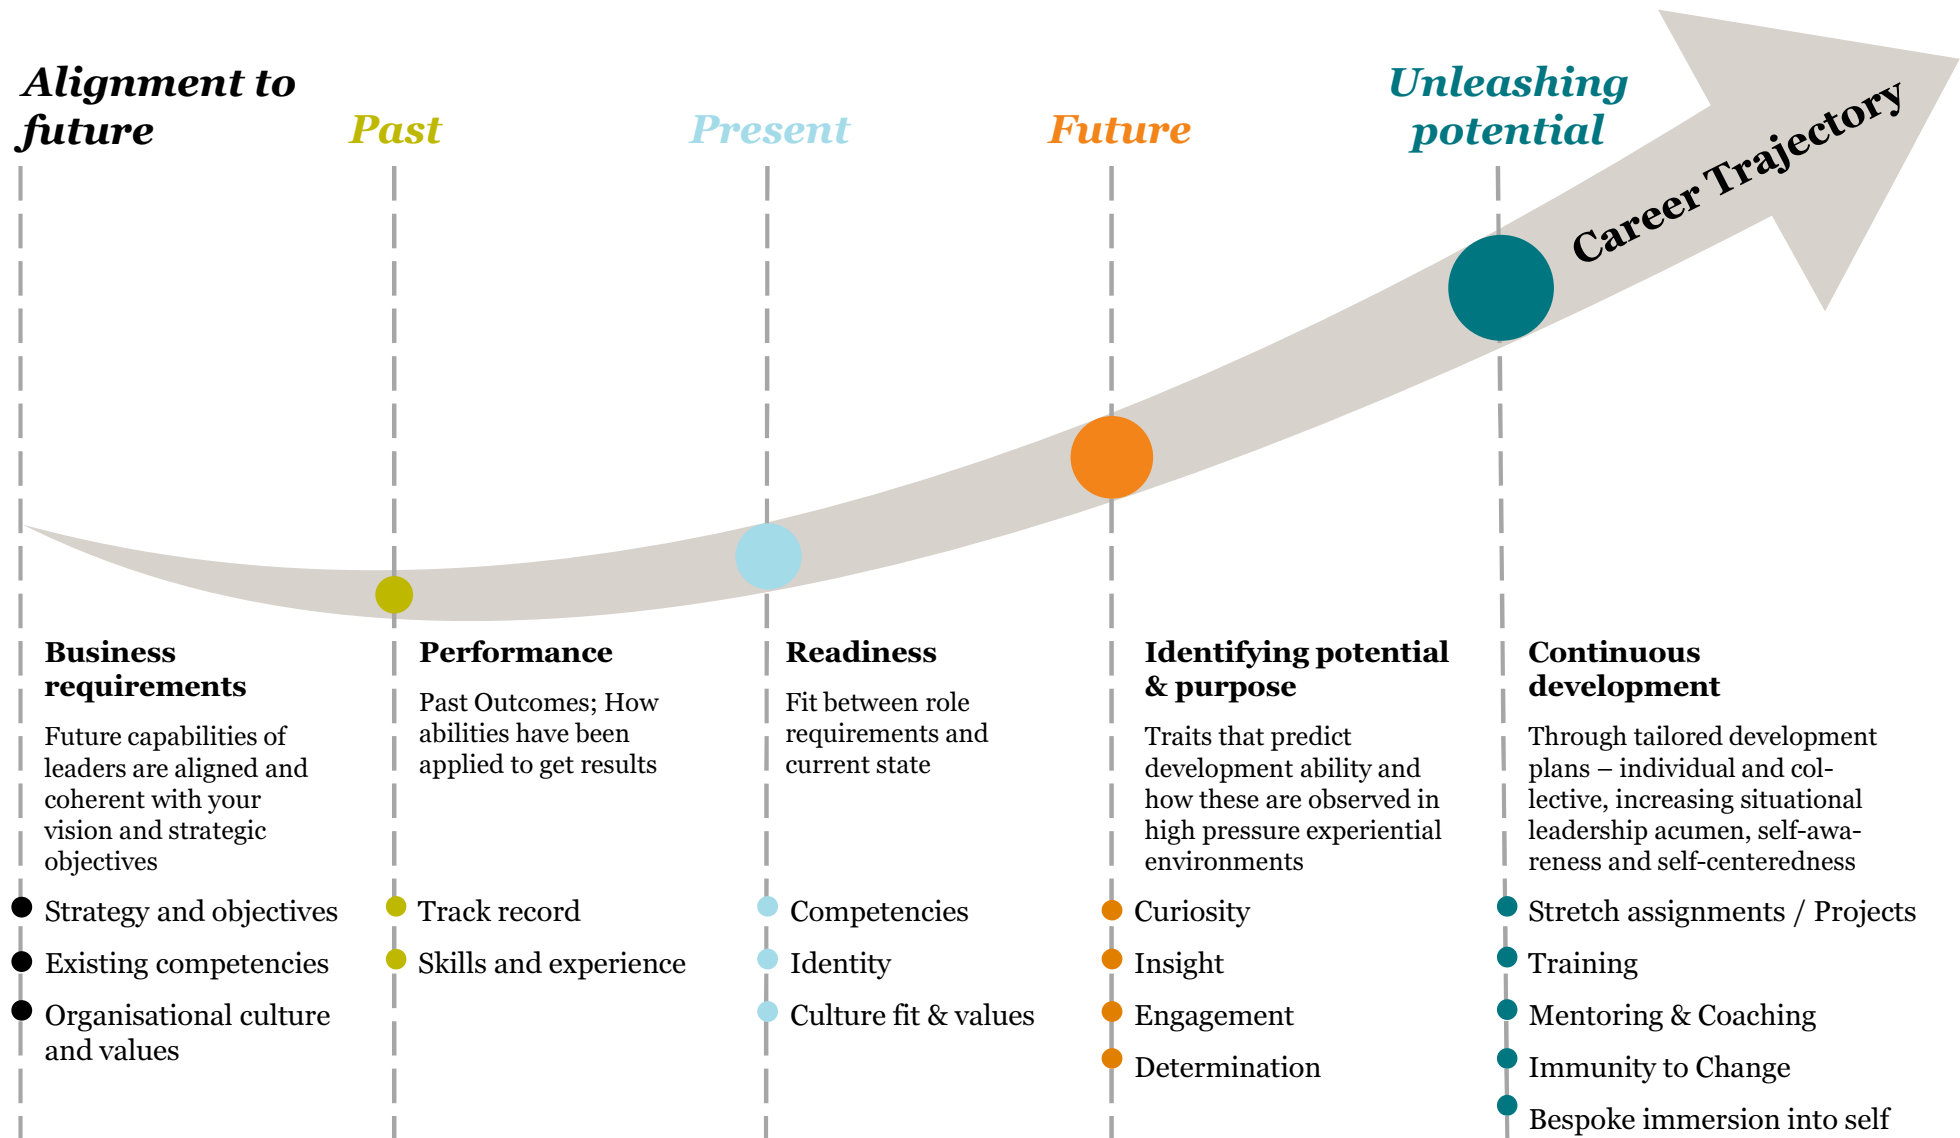 Alignment to
future
Past
Present
Future
Unleashing
potential
Career Trajectory
Business
requirements
Future capabilities of
leaders are aligned and
coherent with your
vision and strategic
objectives
Strategy and objectives
Existing competencies
Organisational culture
and values
Performance
Past Outcomes; How
abilities have been
applied to get results
Track record
Skills and experience
Readiness
Fit between role
requirements and
current state
Competencies
Identity
Culture fit & values
Identifying potential
& purpose
Traits that predict
development ability and
how these are observed in
high pressure experiential
environments
Curiosity
Insight
Engagement
Determination
Continuous
development
Through tailored development
plans – individual and col-
lective, increasing situational
leadership acumen, self-awa-
reness and self-centeredness
Stretch assignments / Projects
Training
Mentoring & Coaching
Immunity to Change
Bespoke immersion into self